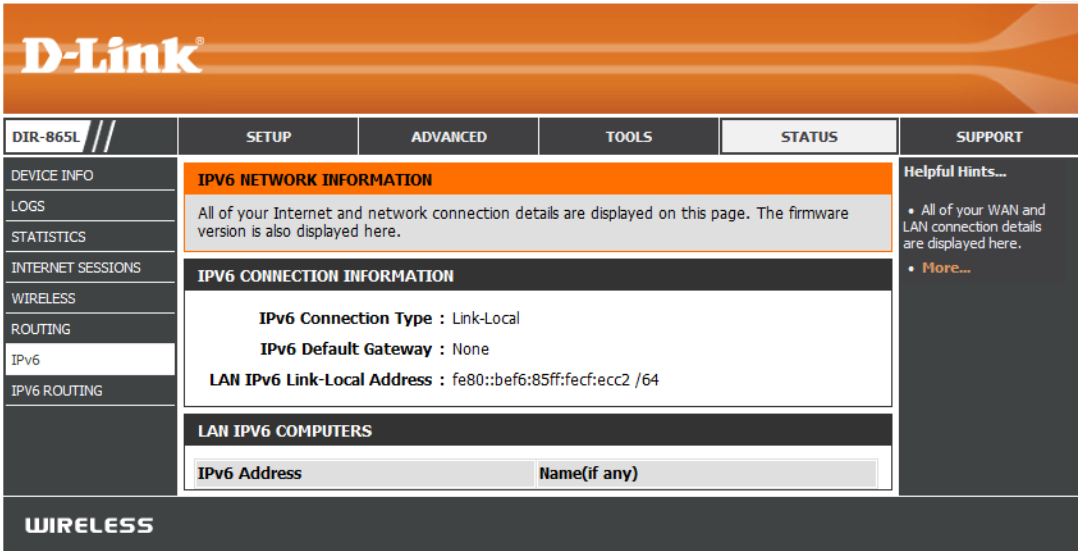 D-Link®
DIR-865L
SETUP
ADVANCED
TOOLS
STATUS
SUPPORT
DEVICE INFO
LOGS
STATISTICS
INTERNET SESSIONS
WIRELESS
ROUTING
IPv6
IPV6 ROUTING
IPV6 NETWORK INFORMATION
All of your Internet and network connection details are displayed on this page. The firmware
version is also displayed here.
IPV6 CONNECTION INFORMATION
IPv6 Connection Type : Link-Local
IPv6 Default Gateway : None
LAN IPv6 Link-Local Address : fe80::bef6:85ff:fecf:ecc2 /64
LAN IPV6 COMPUTERS
IPv6 Address Name(if any)
Helpful Hints...
• All of your WAN and
LAN connection details
are displayed here.
• More...
WIRELESS